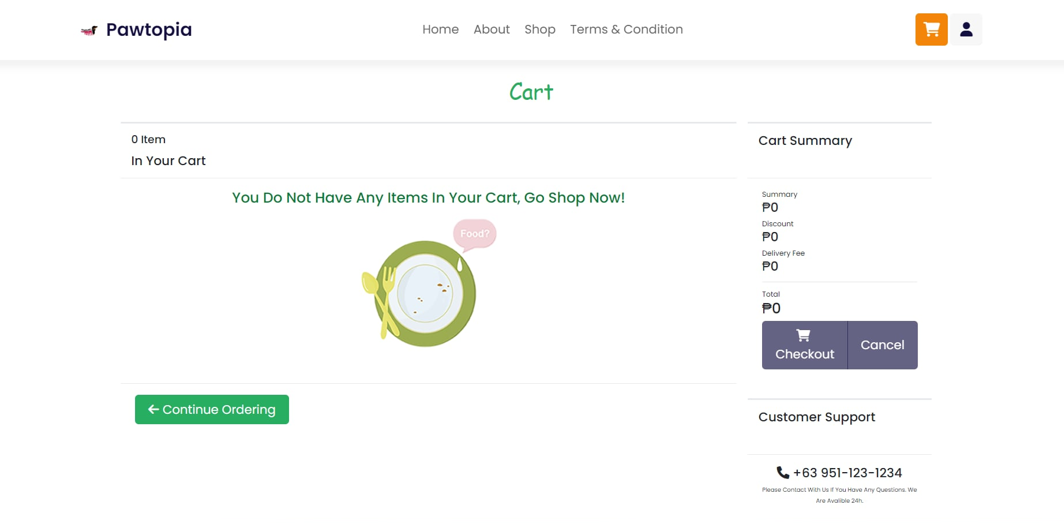 Pawtopia
Home About Shop Terms & Condition
Cart
0 Item
In Your Cart
You Do Not Have Any Items In Your Cart, Go Shop Now!
Food?
Continue Ordering
Cart Summary
Summary
₱0
Discount
₱0
Delivery Fee
₱0
Total
₱0
Checkout
Cancel
Customer Support
+63 951-123-1234
Please Contact With Us If You Have Any Questions. We
Are Avalible 24h.